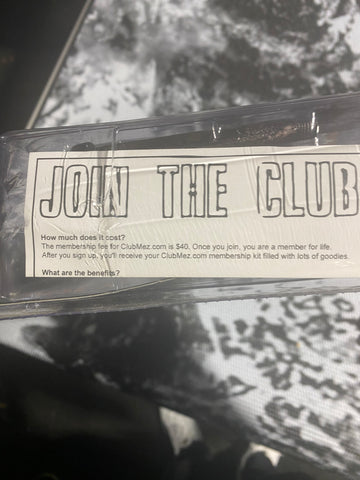 JOIN THE CLUB
How much does it cost?
The membership fee for ClubMez.com is $40. Once you join, you are a member for life.
After you sign up, you'll receive your ClubMez.com membership kit filled with lots of goodies.
What are the benefits?